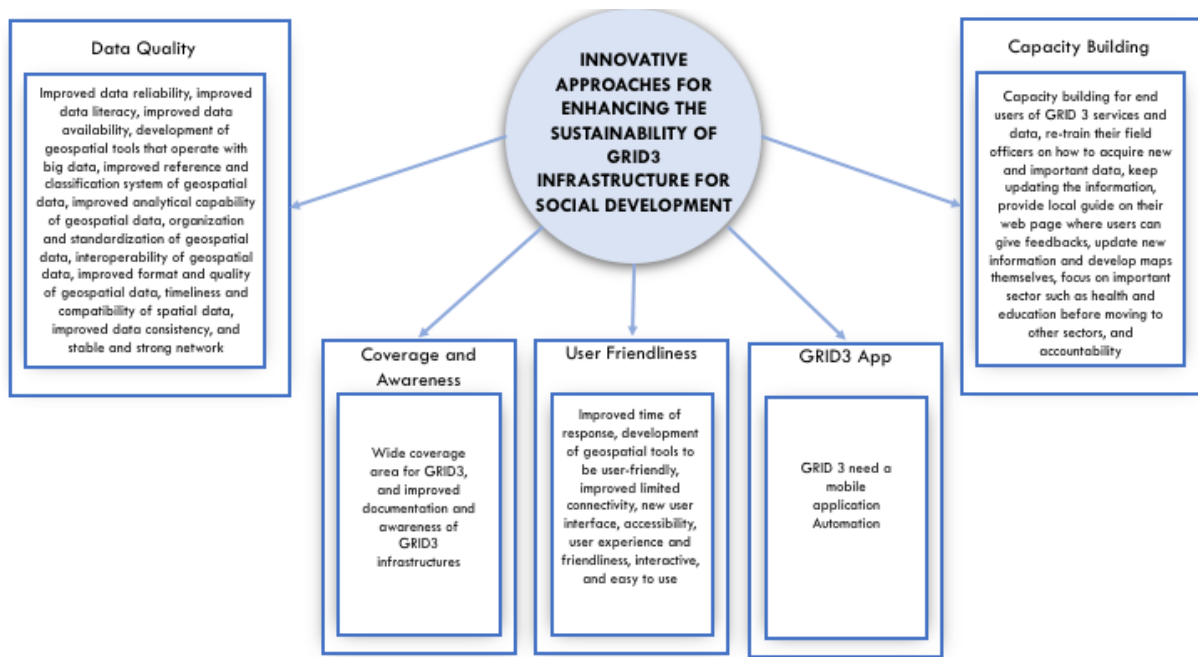 Data Quality
Improved data reliability, improved
data literacy, improved data
availability, development of
geospatial tools that operate with
big data, improved reference and
classification system of geospatial
data, improved analytical capability
of geospatial data, organization
and standardization of geospatial
data, interoperability of geospatial
data, improved format and quality
of geospatial data, timeliness and
compatibility of spatial data,
improved data consistency, and
stable and strong network
INNOVATIVE
APPROACHES FOR
ENHANCING THE
SUSTAINABILITY OF
GRID3
INFRASTRUCTURE FOR
SOCIAL DEVELOPMENT
Capacity Building
Capacity building for end
users of GRID 3 services and
data, re-train their field
officers on how to acquire new
and important data, keep
updating the information,
provide local guide on their
web page where users can
give feedbacks, update new
information and develop maps
themselves, focus on important
sector such as health and
education before moving to
other sectors, and
accountability
Coverage and
Awareness
Wide coverage
area for GRID3,
and improved
documentation and
awareness of
GRID3
infrastructures
User Friendliness
Improved time of
response, development
of geospatial tools to
be user-friendly,
improved limited
connectivity, new user
interface, accessibility,
user experience and
friendliness, interactive,
and easy to use
GRID3 App
GRID 3 need a
mobile
application
Automation